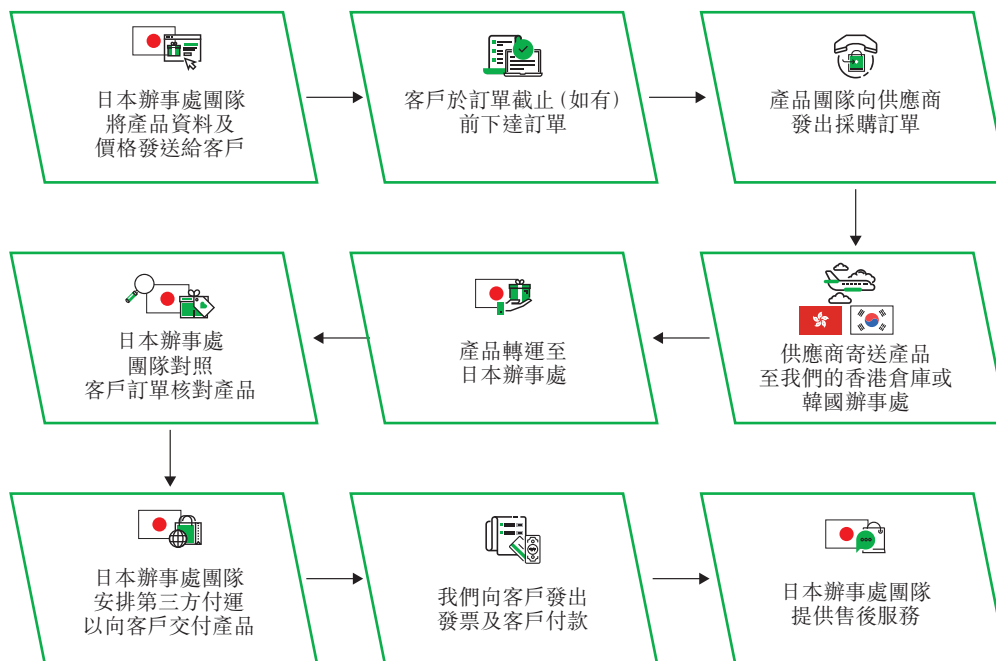 日本辦事處團隊
將產品資料及
價格發送給客戶
客戶於訂單截止（如有）
前下達訂單
產品團隊向供應商
發出採購訂單
供應商寄送產品
至我們的香港倉庫或
韓國辦事處
產品轉運至
日本辦事處
日本辦事處
團隊對照
客戶訂單核對產品
日本辦事處團隊
安排第三方付運
以向客戶交付產品
我們向客戶發出
發票及客戶付款
日本辦事處團隊
提供售後服務